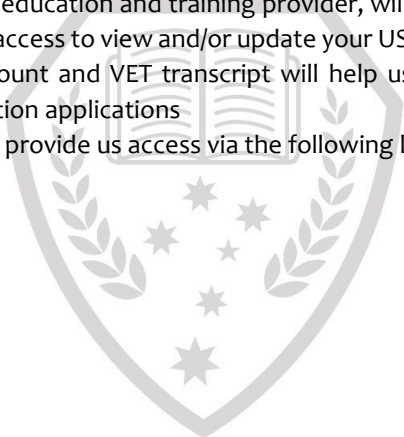 education and training provider, wil
access to view and/or update your US
ount and VET transcript will help us
tion applications
provide us access via the following l